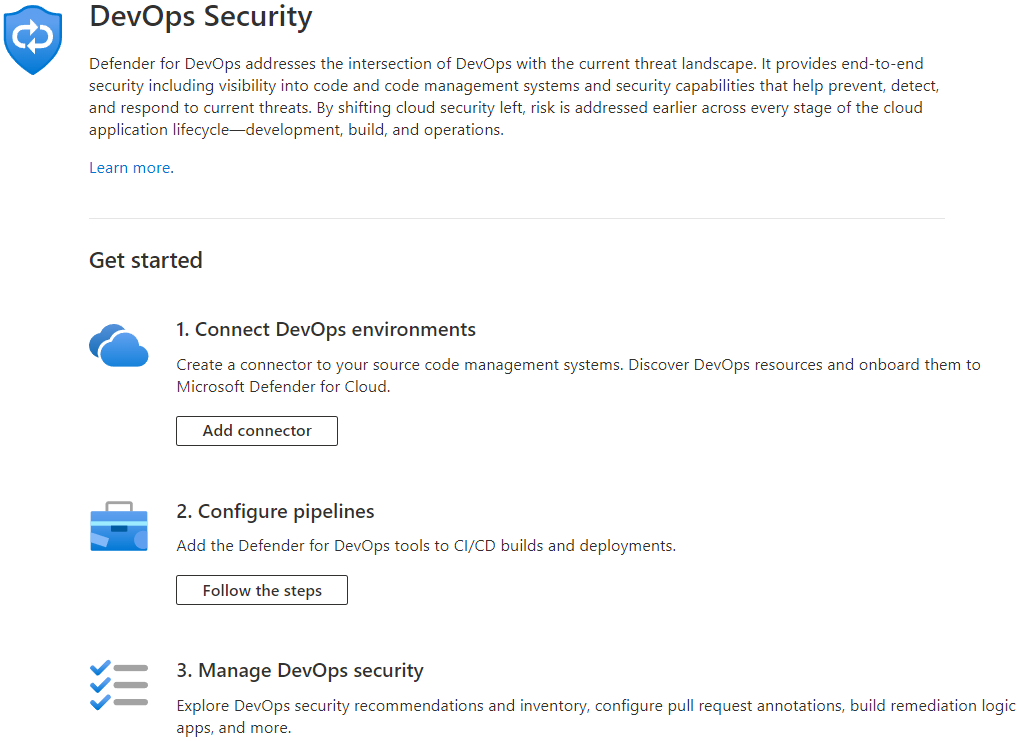 DevOps Security
Defender for DevOps addresses the intersection of DevOps with the current threat landscape. It provides end-to-end
security including visibility into code and code management systems and security capabilities that help prevent, detect,
and respond to current threats. By shifting cloud security left, risk is addressed earlier across every stage of the cloud
application lifecycle—development, build, and operations.
Learn more.
Get started
1. Connect DevOps environments
Create a connector to your source code management systems. Discover DevOps resources and onboard them to
Microsoft Defender for Cloud.
Add connector
2. Configure pipelines
Add the Defender for DevOps tools to CI/CD builds and deployments.
Follow the steps
3. Manage DevOps security
Explore DevOps security recommendations and inventory, configure pull request annotations, build remediation logic
apps, and more.